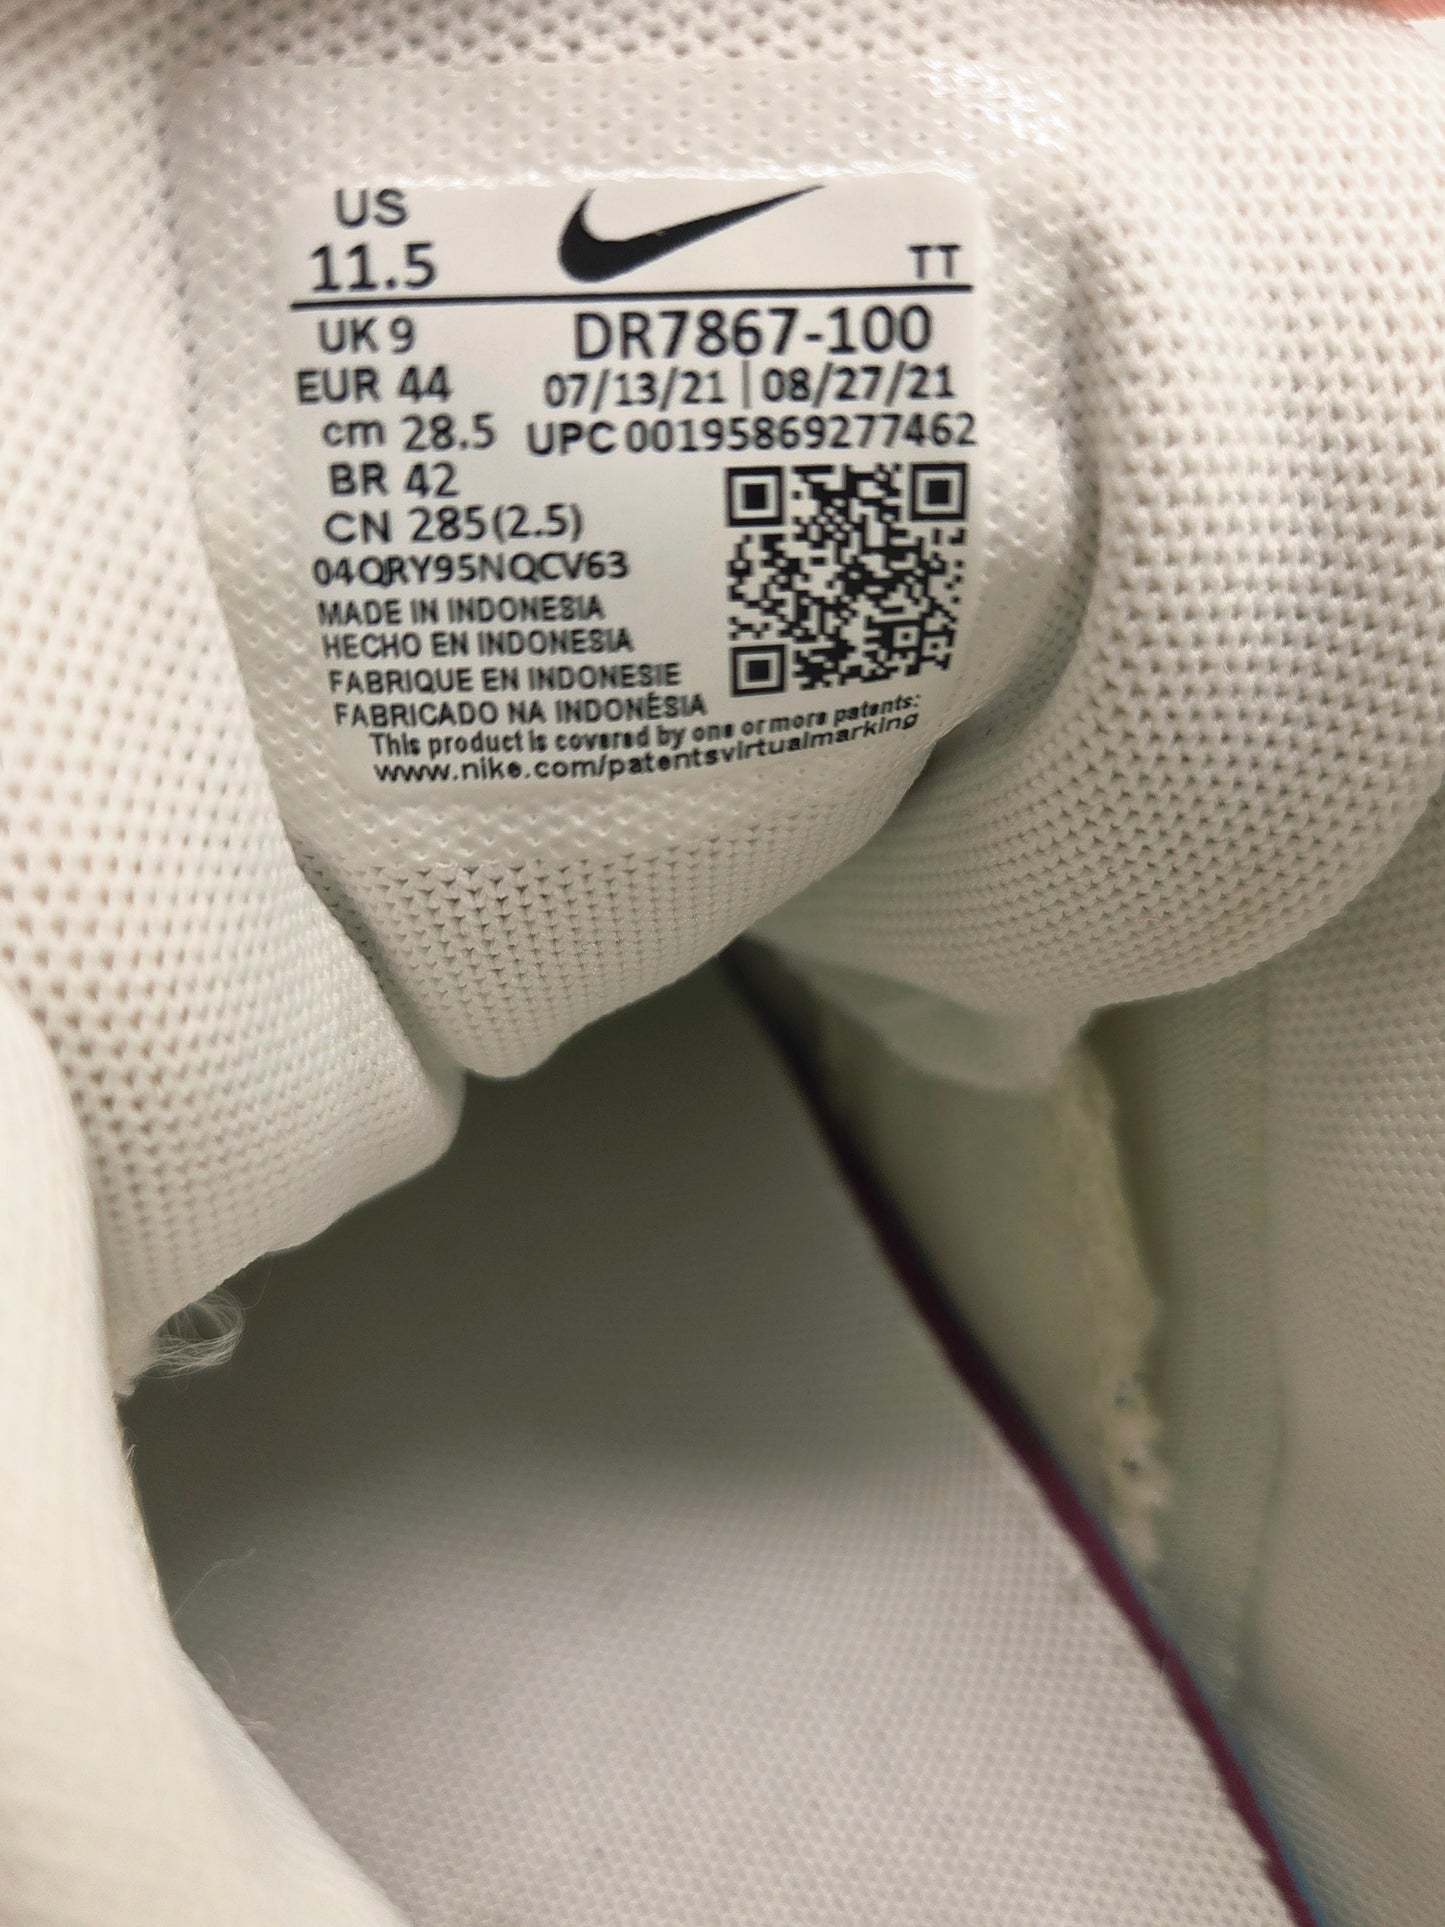 US
11.5
TT
UK 9
DR7867-100
EUR 44
07/13/21 | 08/27/21
cm 28.5
UPC 00195869277462
BR 42
CN 285(2.5)
04QRY95NQCV63
MADE IN INDONESIA
HECHO EN INDONESIA
FABRIQUE EN INDONESIE
FABRICADO NA INDONÉSIA
This product is covered by one or more patents:
www.nike.com/patentsvirtualmarking